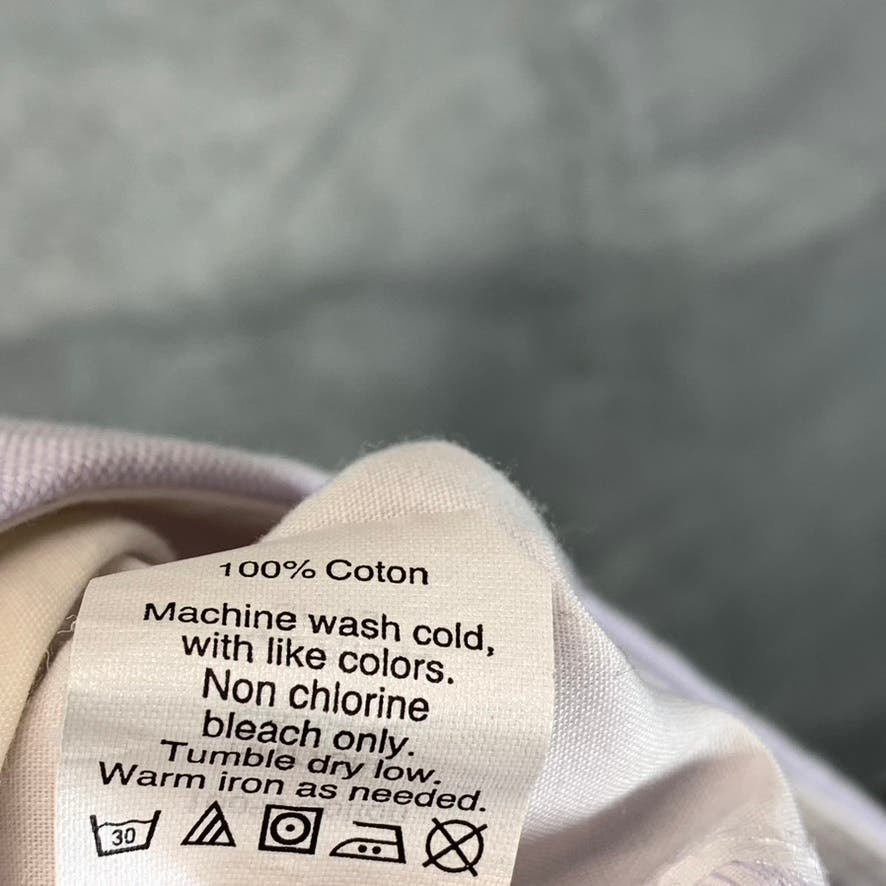 100% Coton
Machine wash cold,
with like colors.
Non chlorine
bleach only.
Tumble dry low.
Warm iron as needed.
30